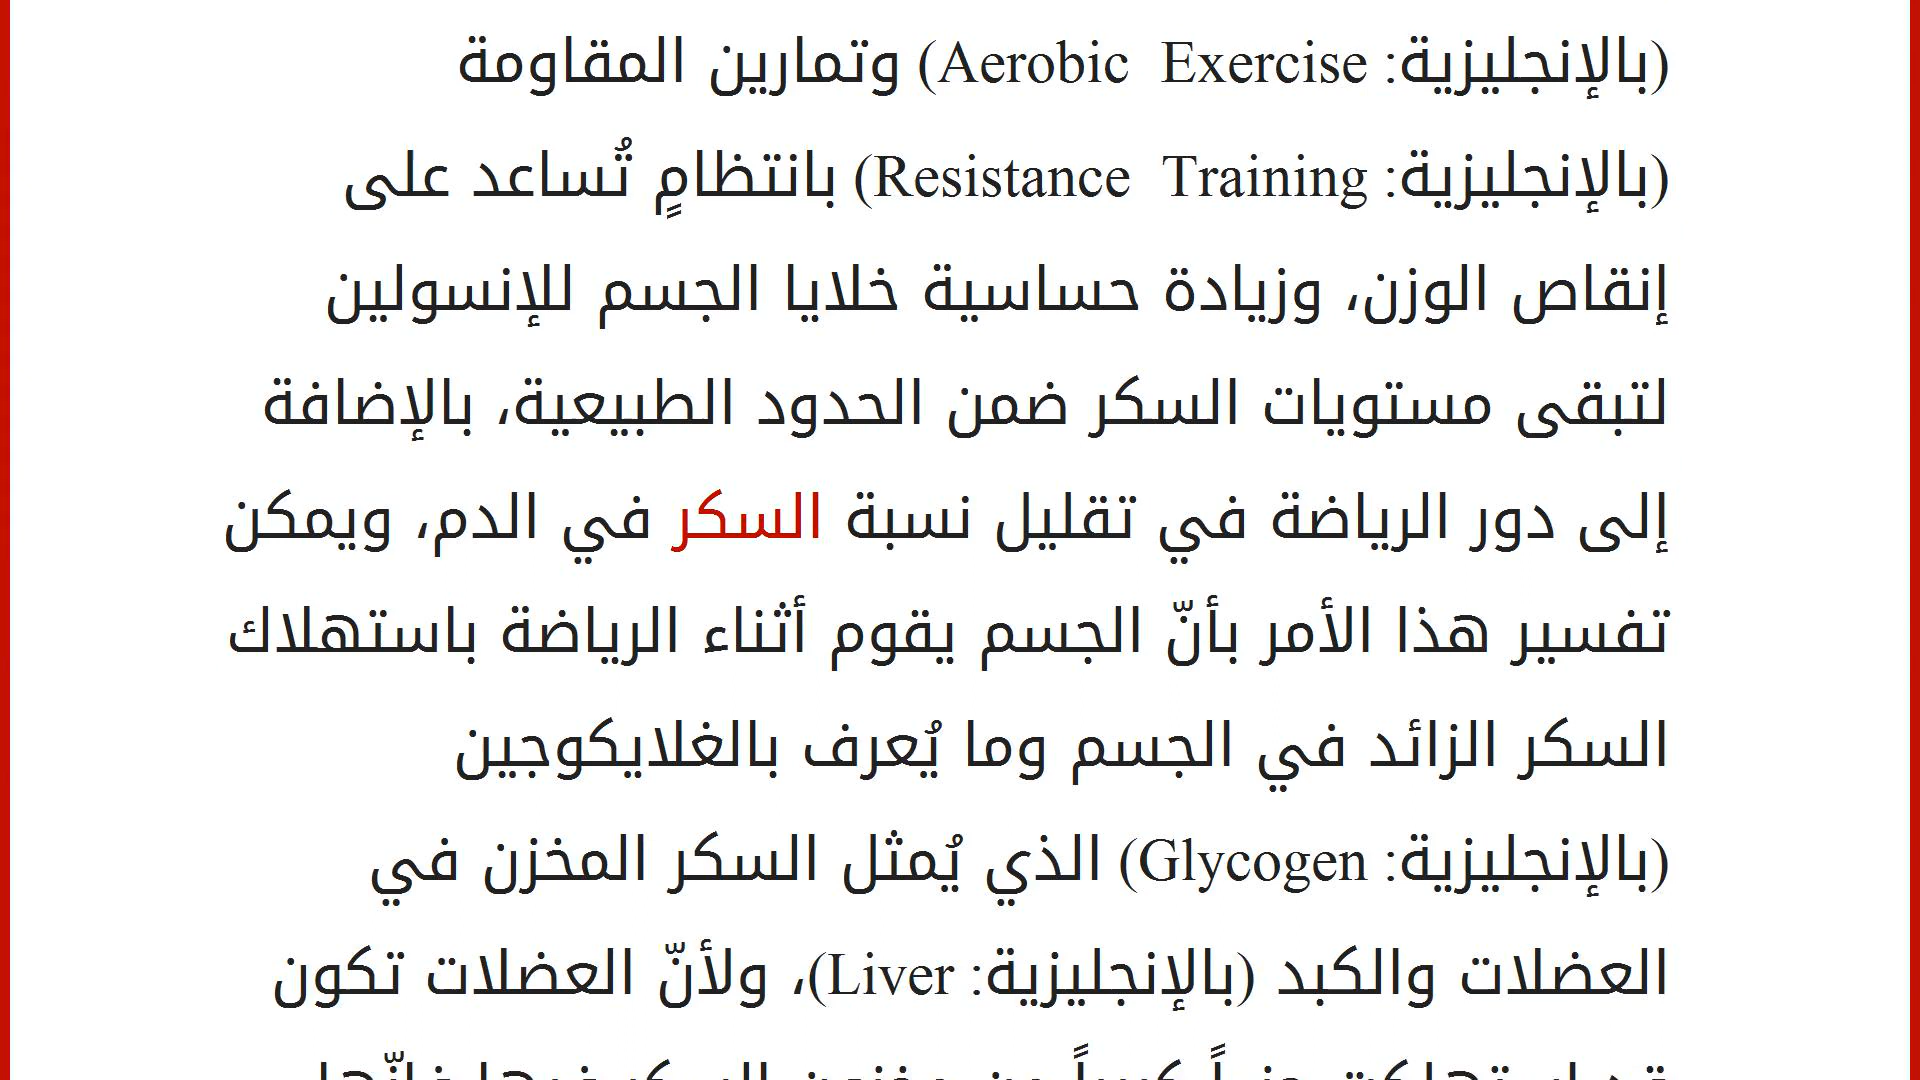 (بالإنجليزية: Aerobic Exercise) وتمارين المقاومة
(بالإنجليزية: Resistance Training) بانتظامٍ تُساعد على
إنقاص الوزن، وزيادة حساسية خلايا الجسم للإنسولين
لتبقى مستويات السكر ضمن الحدود الطبيعية، بالإضافة
إلى دور الرياضة في تقليل نسبة السكر في الدم، ويمكن
تفسير هذا الأمر بأنّ الجسم يقوم أثناء الرياضة باستهلاك
السكر الزائد في الجسم وما يُعرف بالغلايكوجين
(بالإنجليزية: Glycogen) الذي يُمثل السكر المخزن في
العضلات والكبد (بالإنجليزية: Liver)، ولأنّ العضلات تكون